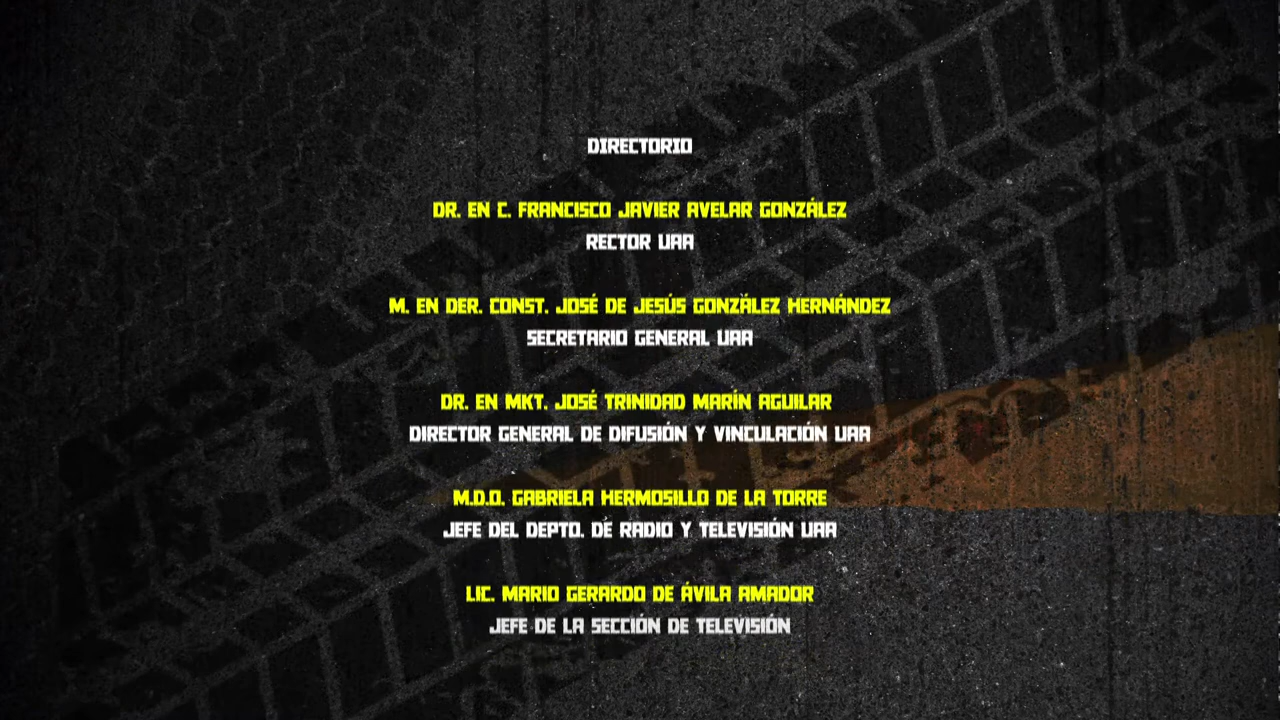 DIRECTORIO
DR. EN C. FRANCISCO JAVIER AVELAR GONZÁLEZ
RECTOR UAA
M. EN DER. CONST. JOSÉ DE JESÚS GONZÁLEZ HERNÁNDEZ
SECRETARIO GENERAL UAA
DR. EN MKT. JOSÉ TRINIDAD MARÍN AGUILAR
DIRECTOR GENERAL DE DIFUSIÓN Y VINCULACIÓN UAA
M.D.O. GABRIELA HERMOSILLO DE LA TORRE
JEFE DEL DEPTO. DE RADIO Y TELEVISIÓN UAA
LIC. MARIO GERARDO DE ÁVILA AMADOR
JEFE DE LA SECCIÓN DE TELEVISIÓN